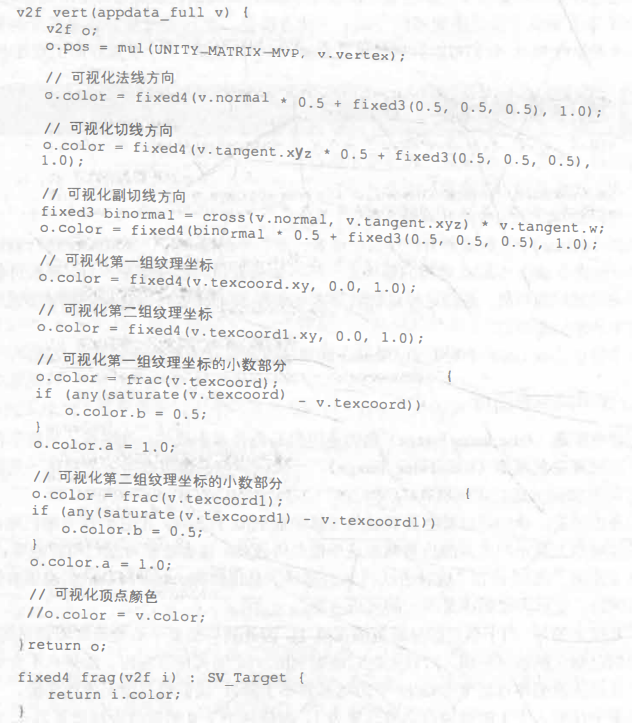 v2f vert(appdata_full v) {
v2f o;
o.pos = mul(UNITY—MATRIX—MVP, v.vertex);
// 可视化法线方向
o.color = fixed4(v.normal * 0.5 + fixed3(0.5, 0.5, 0.5), 1.0);
// 可视化切线方向
o.color = fixed4(v.tangent.xyz * 0.5 + fixed3(0.5, 0.5, 0.5),
1.0);
// 可视化副切线方向
fixed3 binormal = cross(v.normal, v.tangent.xyz) * v.tangent.w;
o.color = fixed4(binormal * 0.5 + fixed3(0.5, 0.5, 0.5), 1.0);
// 可视化第一组纹理坐标
o.color = fixed4(v.texcoord.xy, 0.0, 1.0);
// 可视化第二组纹理坐标
o.color = fixed4(v.texcoord1.xy, 0.0, 1.0);
// 可视化第一组纹理坐标的小数部分
o.color = frac(v.texcoord);
if (any(saturate(v.texcoord) - v.texcoord)) {
o.color.b = 0.5;
}
o.color.a = 1.0;
// 可视化第二组纹理坐标的小数部分
o.color = frac(v.texcoord1);
if (any(saturate(v.texcoord1) - v.texcoord1)) {
o.color.b = 0.5;
}
o.color.a = 1.0;
// 可视化顶点颜色
//o.color = v.color;
}return o;
fixed4 frag(v2f i) : SV_Target {
return i.color;
}